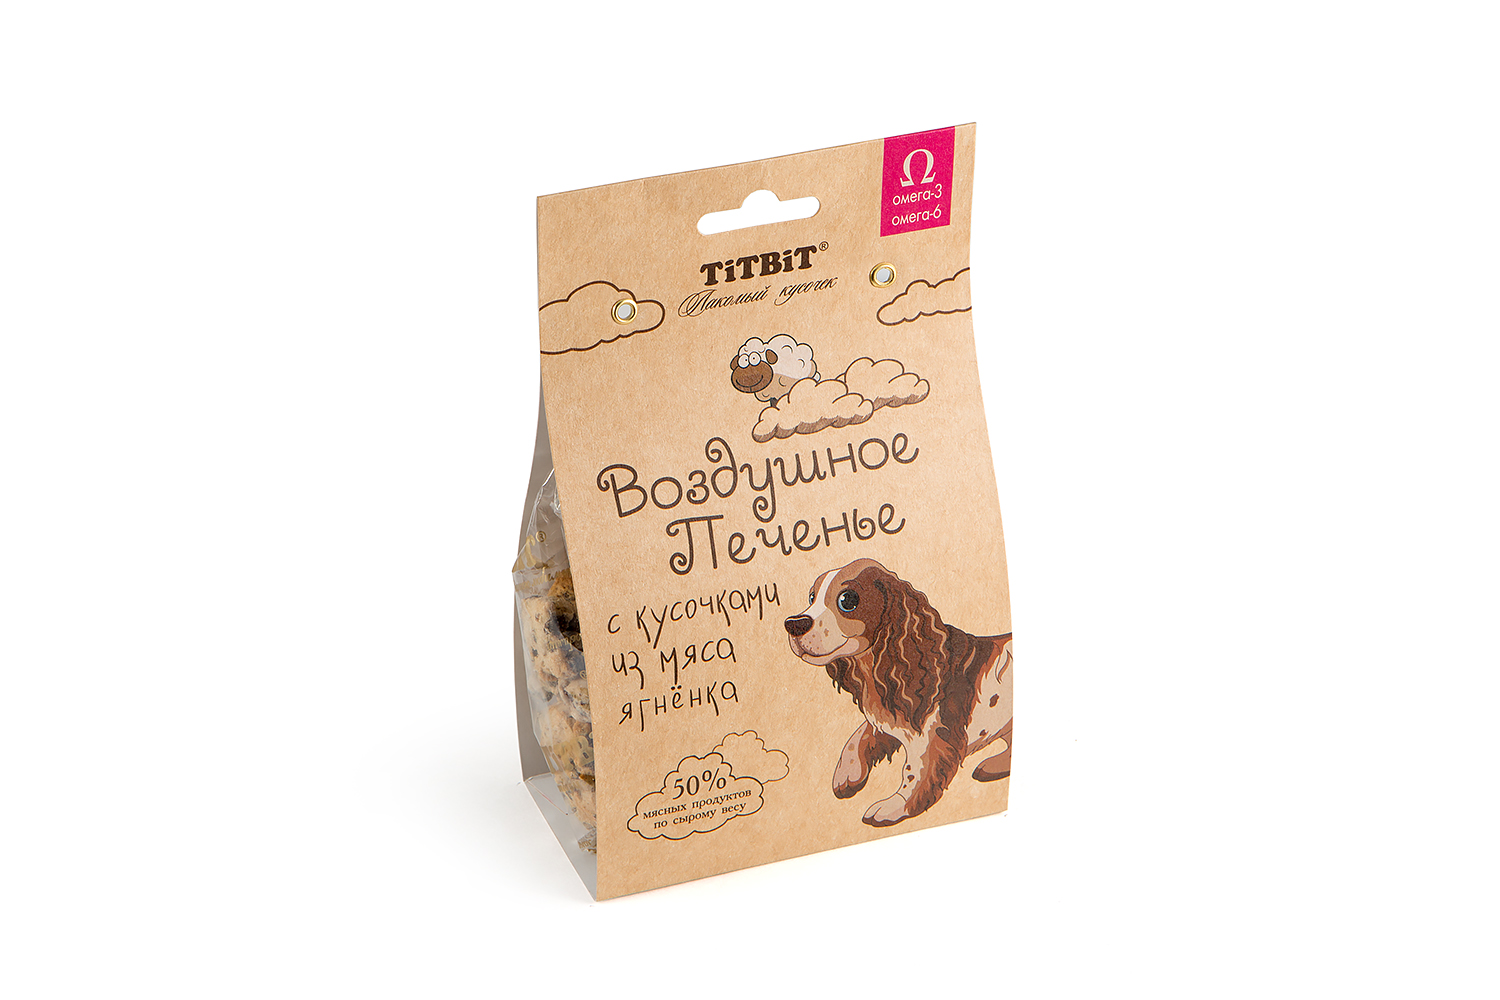 Ω
омега-3
омега-6
TiTBiT®
Лакомый кусочек
Воздушное
Печенье
с кусочками
из мяса
ягнёнка
50%
мясных продуктов
по сырому весу